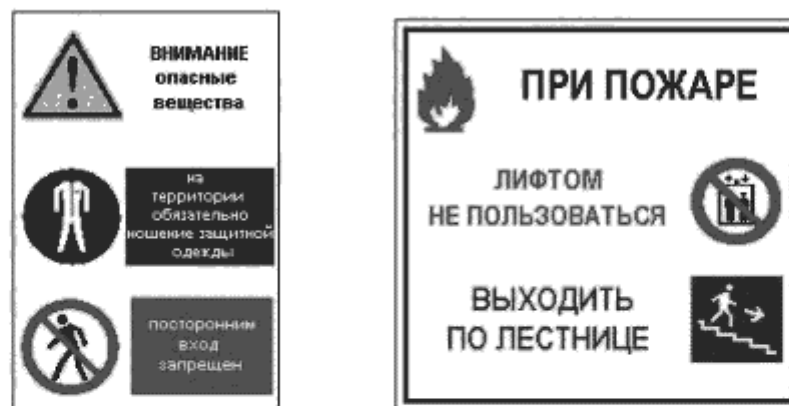 ВНИМАНИЕ
опасные
вещества
на
территории
обязательно
ношение защитной
одежды
посторонним
вход
запрещен
ПРИ ПОЖАРЕ
ЛИФТОМ
НЕ ПОЛЬЗОВАТЬСЯ
ВЫХОДИТЬ
ПО ЛЕСТНИЦЕ